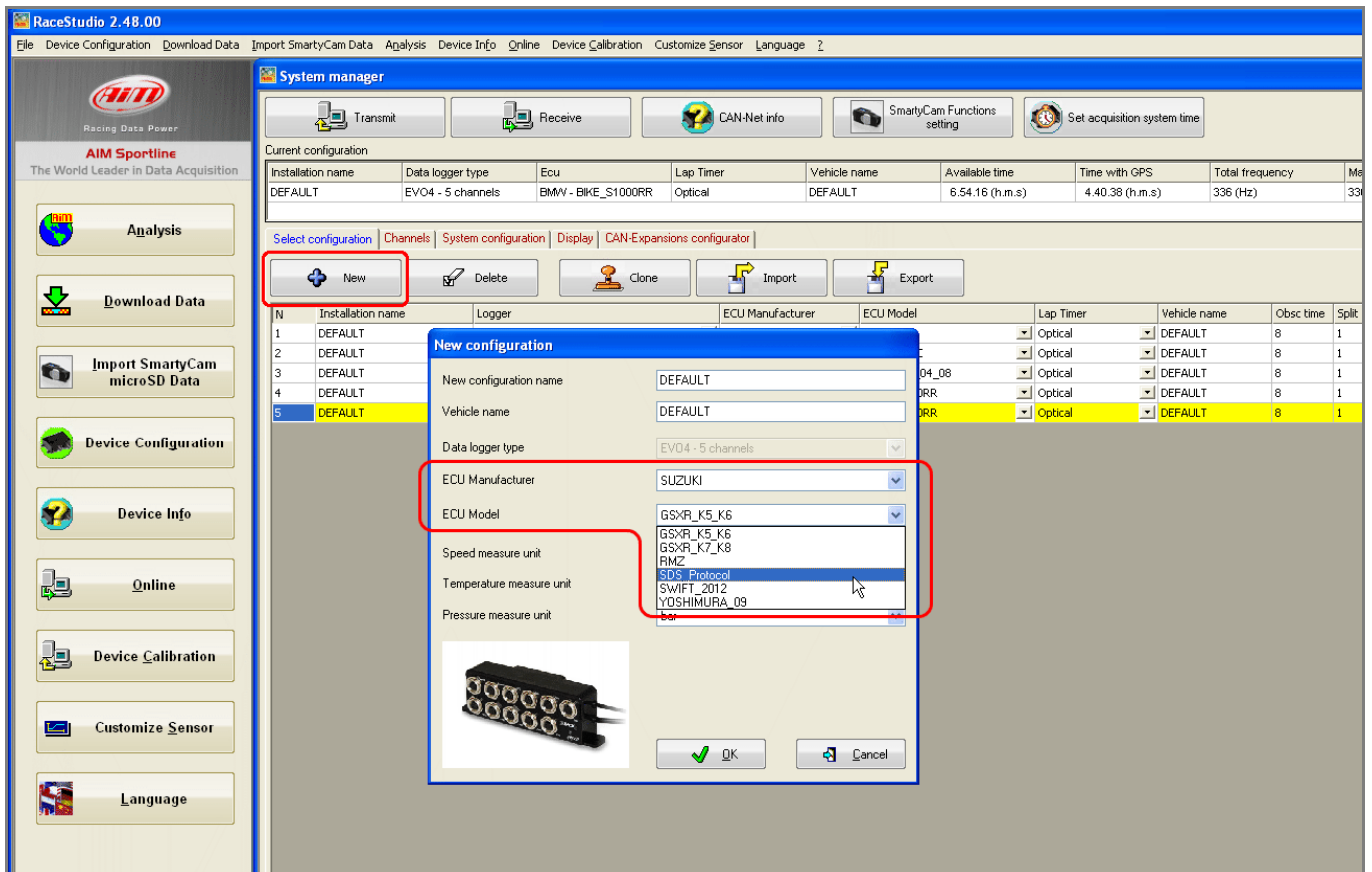 RaceStudio 2.48.00
File Device Configuration Download Data Import SmartyCam Data Analysis Device Info Online Device Calibration Customize Sensor Language ?
AiM
Racing Data Power
AIM Sportline
The World Leader in Data Acquisition
Analysis
Download Data
Import SmartyCam
microSD Data
Device Configuration
Device Info
Online
Device Calibration
Customize Sensor
Language
System manager
Transmit Receive CAN-Net info SmartyCam Functions
setting Set acquisition system time
Current configuration
Installation name Data logger type Ecu Lap Timer Vehicle name Available time Time with GPS Total frequency Ma
DEFAULT EVO4 - 5 channels BMW - BIKE_S1000RR Optical DEFAULT 6.54.16 (h.m.s) 4.40.38 (h.m.s) 336 (Hz) 33
Select configuration Channels System configuration Display CAN-Expansions configurator
New Delete Clone Import Export
N Installation name Logger ECU Manufacturer ECU Model Lap Timer Vehicle name Obsc time Split
1 DEFAULT Optical DEFAULT 8 1
2 DEFAULT Optical DEFAULT 8 1
3 DEFAULT 04_08 Optical DEFAULT 8 1
4 DEFAULT RR Optical DEFAULT 8 1
5 DEFAULT RR Optical DEFAULT 8 1
New configuration
New configuration name DEFAULT
Vehicle name DEFAULT
Data logger type EVO4 - 5 channels
ECU Manufacturer SUZUKI
ECU Model GSXR_K5_K6
GSXR_K5_K6
GSXR_K7_K8
RMZ
SDS_Protocol
SWIFT_2012
YOSHIMURA_09
Speed measure unit
Temperature measure unit
Pressure measure unit bar
OK Cancel